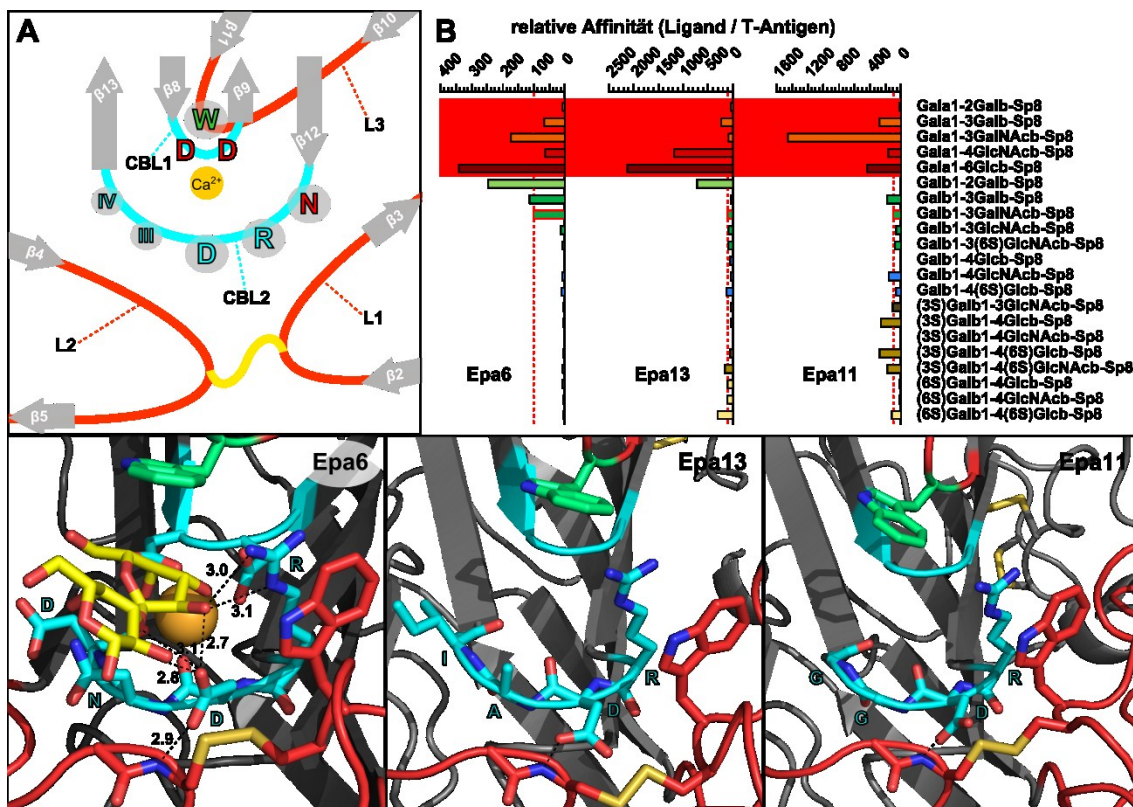 A
β11
β10
β13
β8
β9
W
L3
β12
CBL1
D D
Ca²⁺
IV
N
III
R
D
β3
β4
CBL2
L2
L1
β2
β5
B
relative Affinität (Ligand / T-Antigen)
400 300 200 100 0
2500 2000 1500 1000 500 0
1600 1200 800 400 0
Gala1-2Galb-Sp8
Gala1-3Galb-Sp8
Gala1-3GalNAcb-Sp8
Gala1-4GlcNAcb-Sp8
Gala1-6Glcb-Sp8
Galb1-2Galb-Sp8
Galb1-3Galb-Sp8
Galb1-3GalNAcb-Sp8
Galb1-3GlcNAcb-Sp8
Galb1-3(6S)GlcNAcb-Sp8
Galb1-4Glcb-Sp8
Galb1-4GlcNAcb-Sp8
Galb1-4(6S)Glcb-Sp8
(3S)Galb1-3GlcNAcb-Sp8
(3S)Galb1-4Glcb-Sp8
(3S)Galb1-4GlcNAcb-Sp8
(3S)Galb1-4(6S)Glcb-Sp8
(3S)Galb1-4(6S)GlcNAcb-Sp8
(6S)Galb1-4Glcb-Sp8
(6S)Galb1-4GlcNAcb-Sp8
(6S)Galb1-4(6S)Glcb-Sp8
Epa6 Epa13 Epa11
Epa6
3.0
R
3.1
D
2.7
2.8
N
D
2.9
Epa13
I
A
D
R
Epa11
G
G
D
R